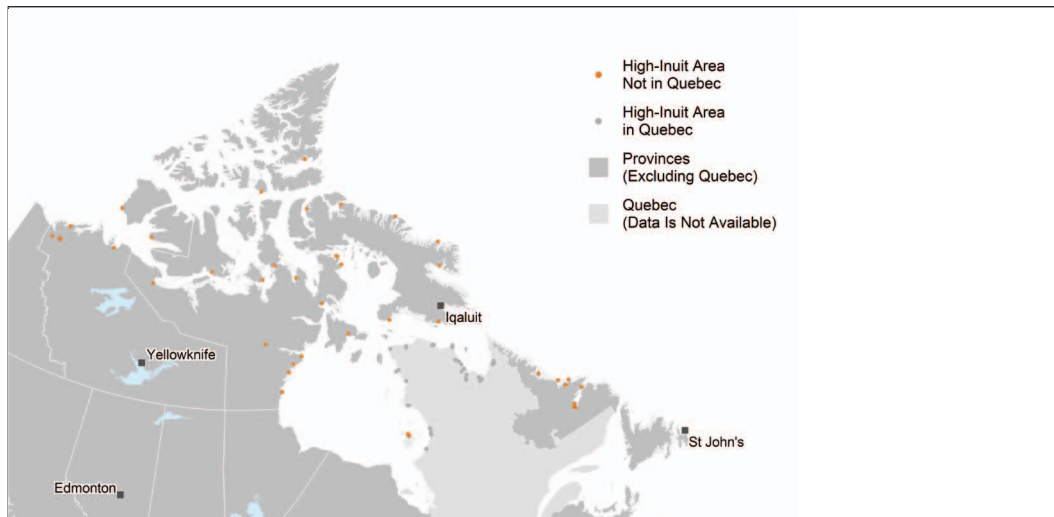 High-Inuit Area
Not in Quebec
High-Inuit Area
in Quebec
Provinces
(Excluding Quebec)
Quebec
(Data Is Not Available)
Iqaluit
Yellowknife
St John's
Edmonton